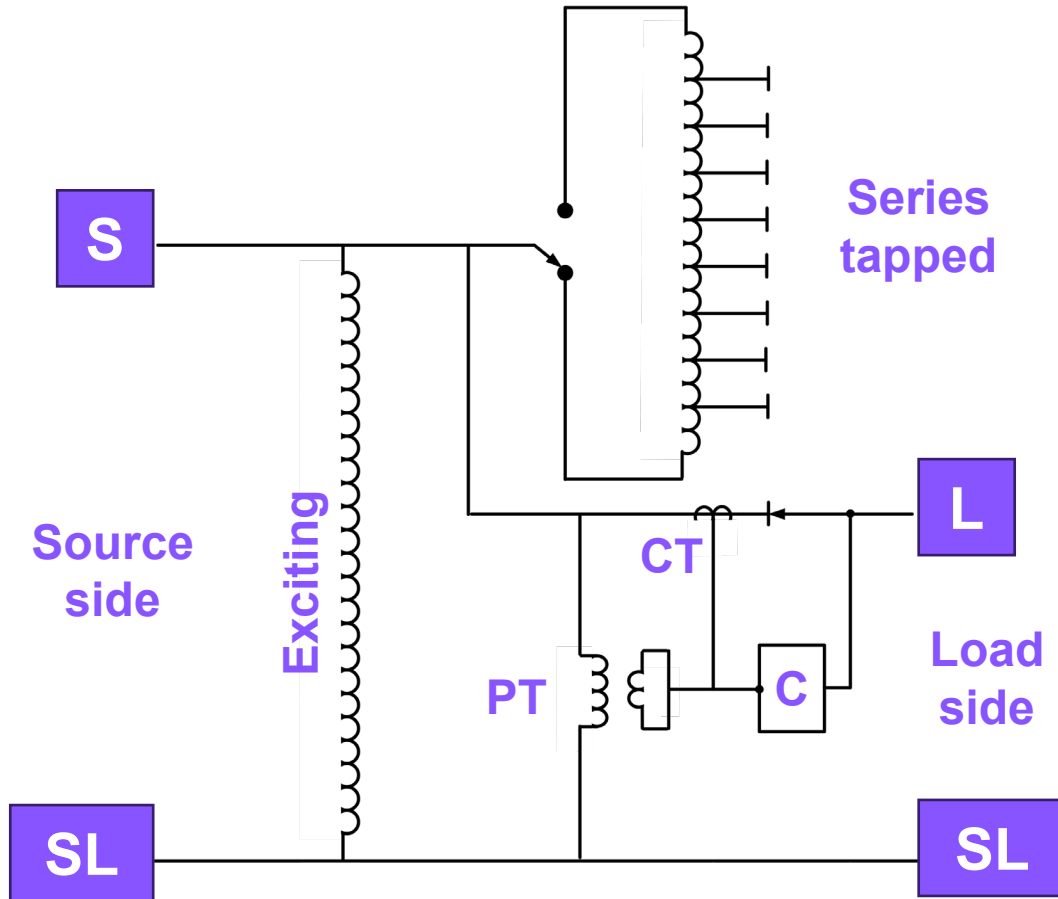 Series
tapped
S
Exciting
Source
side
L
CT
Load
side
PT
C
SL
SL